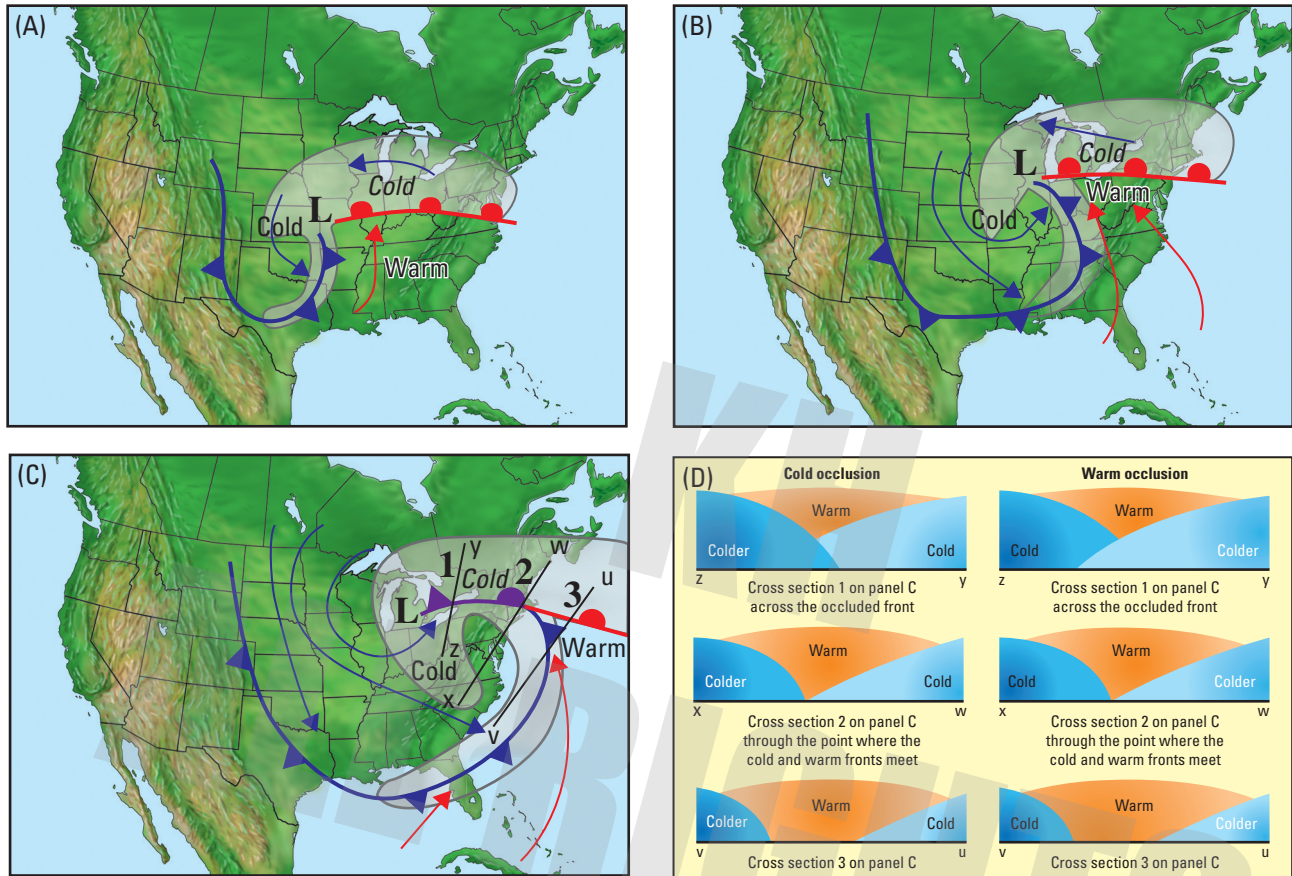 (A)
Cold
Cold
L
Warm
(B)
L
Cold
Warm
Cold
(C)
1
y
w
2
u
Cold
3
L
z
Warm
Cold
x
v
(D)
Cold occlusion
Warm occlusion
Warm
Colder
Cold
z
y
Cross section 1 on panel C
across the occluded front
Warm
Cold
Colder
z
y
Cross section 1 on panel C
across the occluded front
Warm
Colder
Cold
x
w
Cross section 2 on panel C
through the point where the
cold and warm fronts meet
Warm
Cold
Colder
x
w
Cross section 2 on panel C
through the point where the
cold and warm fronts meet
Warm
Colder
Cold
v
u
Cross section 3 on panel C
Warm
Cold
Colder
v
u
Cross section 3 on panel C